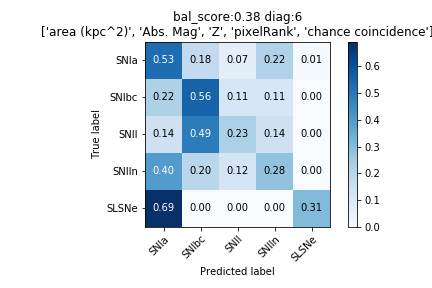 bal_score:0.38 diag:6
['area (kpc^2)', 'Abs. Mag', 'Z', 'pixelRank', 'chance coincidence']
True label
SNIa 0.53 0.18 0.07 0.22 0.01
SNIbc 0.22 0.56 0.11 0.11 0.00
SNII 0.14 0.49 0.23 0.14 0.00
SNIIn 0.40 0.20 0.12 0.28 0.00
SLSNe 0.69 0.00 0.00 0.00 0.31
SNIa SNIbc SNII SNIIn SLSNe
Predicted label
0.6
0.5
0.4
0.3
0.2
0.1
0.0